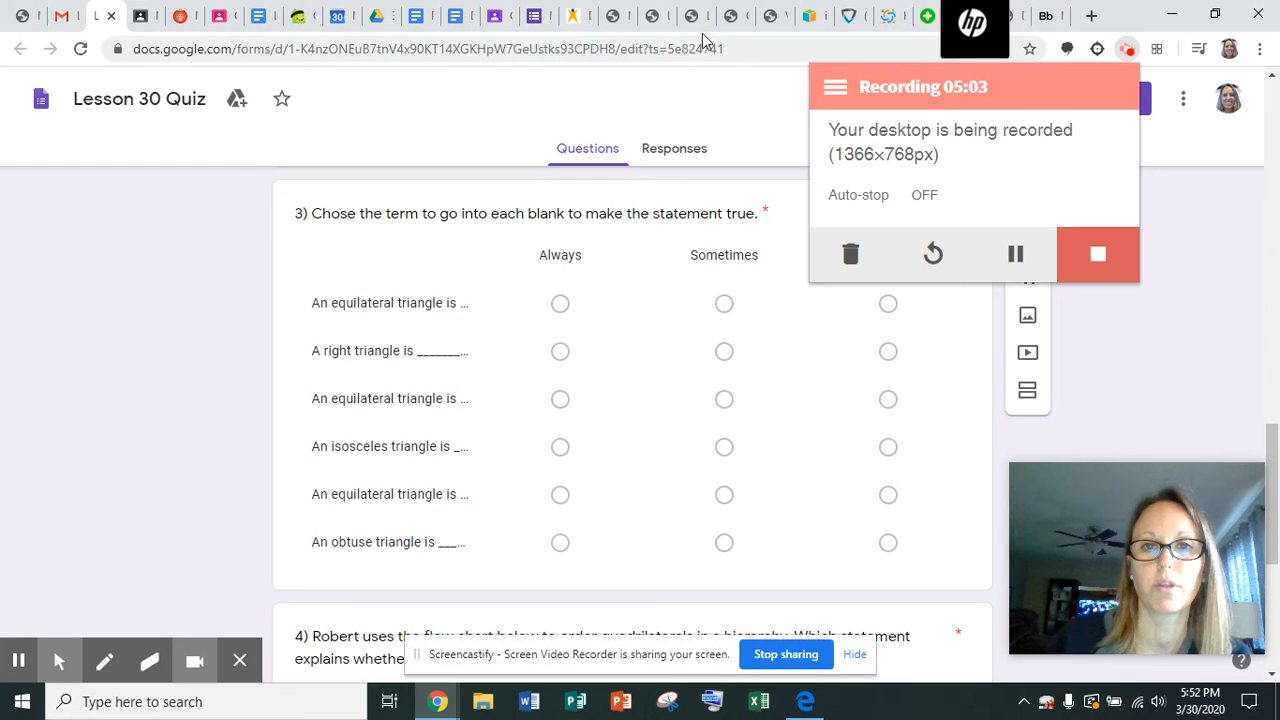 docs.google.com/forms/d/1-K4nzONEuB7tnV4x90KT14XGKHpW7GeUstks93CPDH8/edit?ts=5e824
Lesson 30 Quiz
Questions
Responses
Recording 05:03
Your desktop is being recorded
(1366×768px)
Auto-stop OFF
3) Chose the term to go into each blank to make the statement true. *
Always
Sometimes
An equilateral triangle is ...
A right triangle is _______...
An equilateral triangle is ...
An isosceles triangle is _...
An equilateral triangle is ...
An obtuse triangle is ___...
4) Robert uses the flow chart below to order quadrilaterals in a hierarchy. Which statement *
explains whethe
Screencastify - Screen Video Recorder is sharing your screen.
Stop sharing
Hide
Type here to search
5:52 PM
3/30/2020
hp
Bb